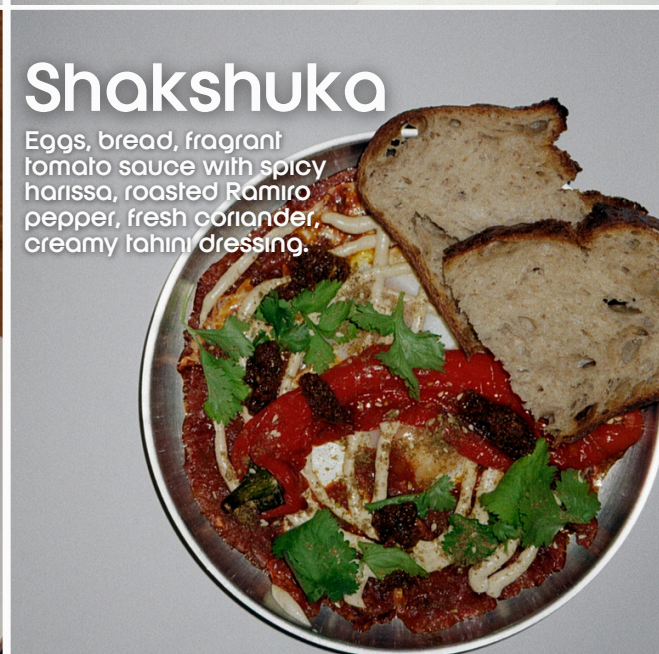 Shakshuka
Eggs, bread, fragrant
tomato sauce with spicy
harissa, roasted Ramiro
pepper, fresh coriander,
creamy tahini dressing.